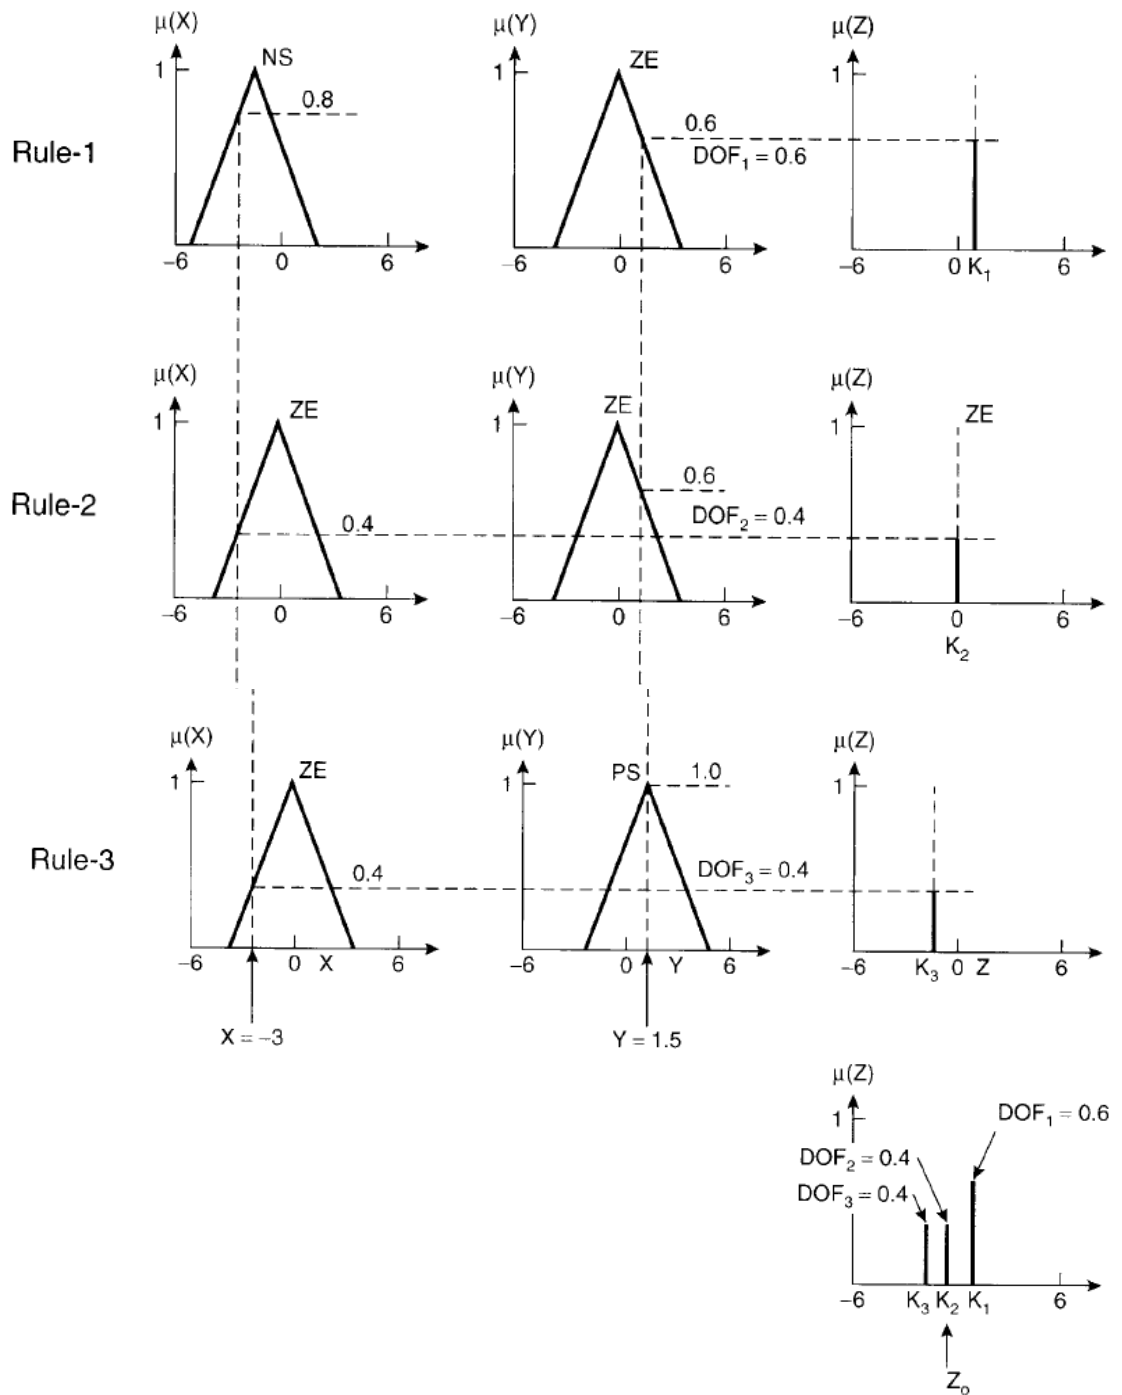 μ(X) μ(Y) μ(Z)
1 NS 1 ZE 1
0.8 0.6
Rule-1 DOF₁ = 0.6
–6 0 6 –6 0 6 –6 0 K₁ 6
μ(X) μ(Y) μ(Z)
1 ZE 1 ZE 1 ZE
0.6
Rule-2 0.4 DOF₂ = 0.4
–6 0 6 –6 0 6 –6 0 6
K₂
μ(X) μ(Y) μ(Z)
1 ZE 1 PS 1.0 1
Rule-3 0.4 DOF₃ = 0.4
–6 0 X 6 –6 0 Y 6 –6 K₃ 0 Z 6
X = –3 Y = 1.5
μ(Z)
1 DOF₁ = 0.6
DOF₂ = 0.4
DOF₃ = 0.4
–6 K₃ K₂ K₁ 6
Zₒ